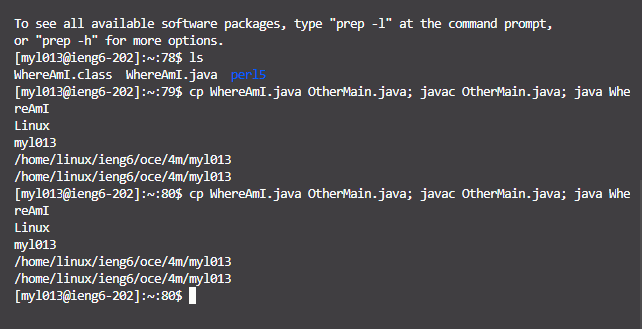 To see all available software packages, type "prep -l" at the command prompt,
or "prep -h" for more options.
[myl013@ieng6-202]:~:78$ ls
WhereAmI.class  WhereAmI.java  perl5
[myl013@ieng6-202]:~:79$ cp WhereAmI.java OtherMain.java; javac OtherMain.java; java Whe
reAmI
Linux
myl013
/home/linux/ieng6/oce/4m/myl013
/home/linux/ieng6/oce/4m/myl013
[myl013@ieng6-202]:~:80$ cp WhereAmI.java OtherMain.java; javac OtherMain.java; java Whe
reAmI
Linux
myl013
/home/linux/ieng6/oce/4m/myl013
/home/linux/ieng6/oce/4m/myl013
[myl013@ieng6-202]:~:80$